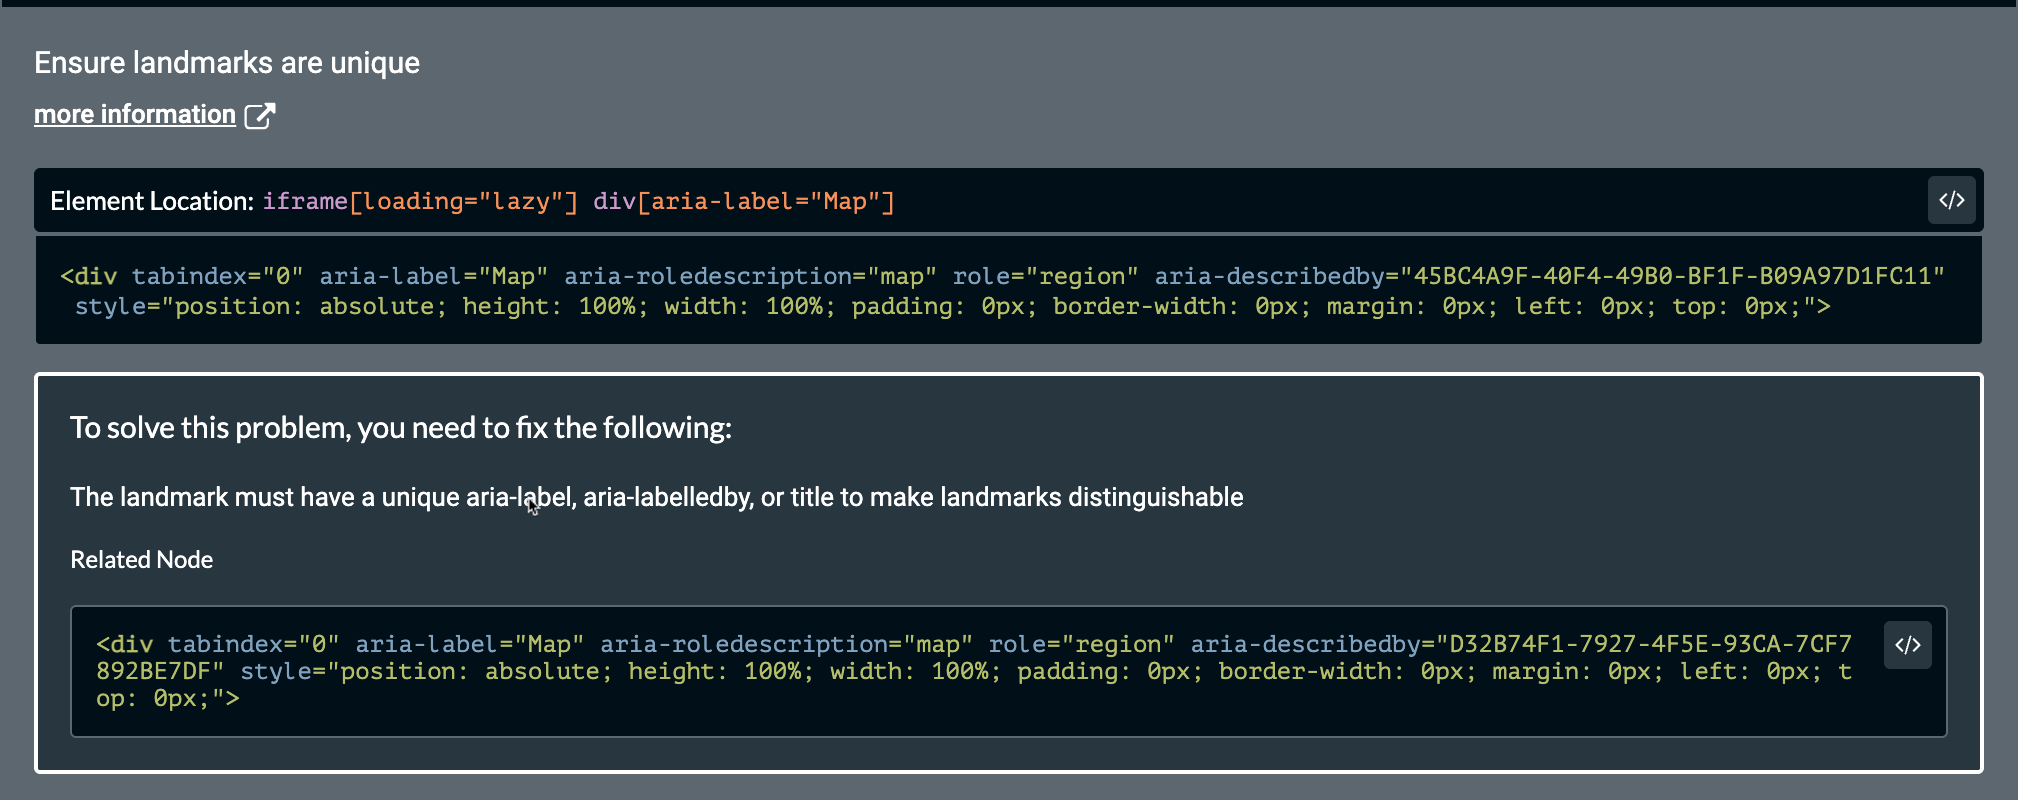 Ensure landmarks are unique
more information
Element Location: iframe[loading="lazy"] div[aria-label="Map"]
</>
<div tabindex="0" aria-label="Map" aria-roledescription="map" role="region" aria-describedby="45BC4A9F-40F4-49B0-BF1F-B09A97D1FC11"
style="position: absolute; height: 100%; width: 100%; padding: 0px; border-width: 0px; margin: 0px; left: 0px; top: 0px;">
To solve this problem, you need to fix the following:
The landmark must have a unique aria-label, aria-labelledby, or title to make landmarks distinguishable
Related Node
<div tabindex="0" aria-label="Map" aria-roledescription="map" role="region" aria-describedby="D32B74F1-7927-4F5E-93CA-7CF7
</>
892BE7DF" style="position: absolute; height: 100%; width: 100%; padding: 0px; border-width: 0px; margin: 0px; left: 0px; t
op: 0px;">